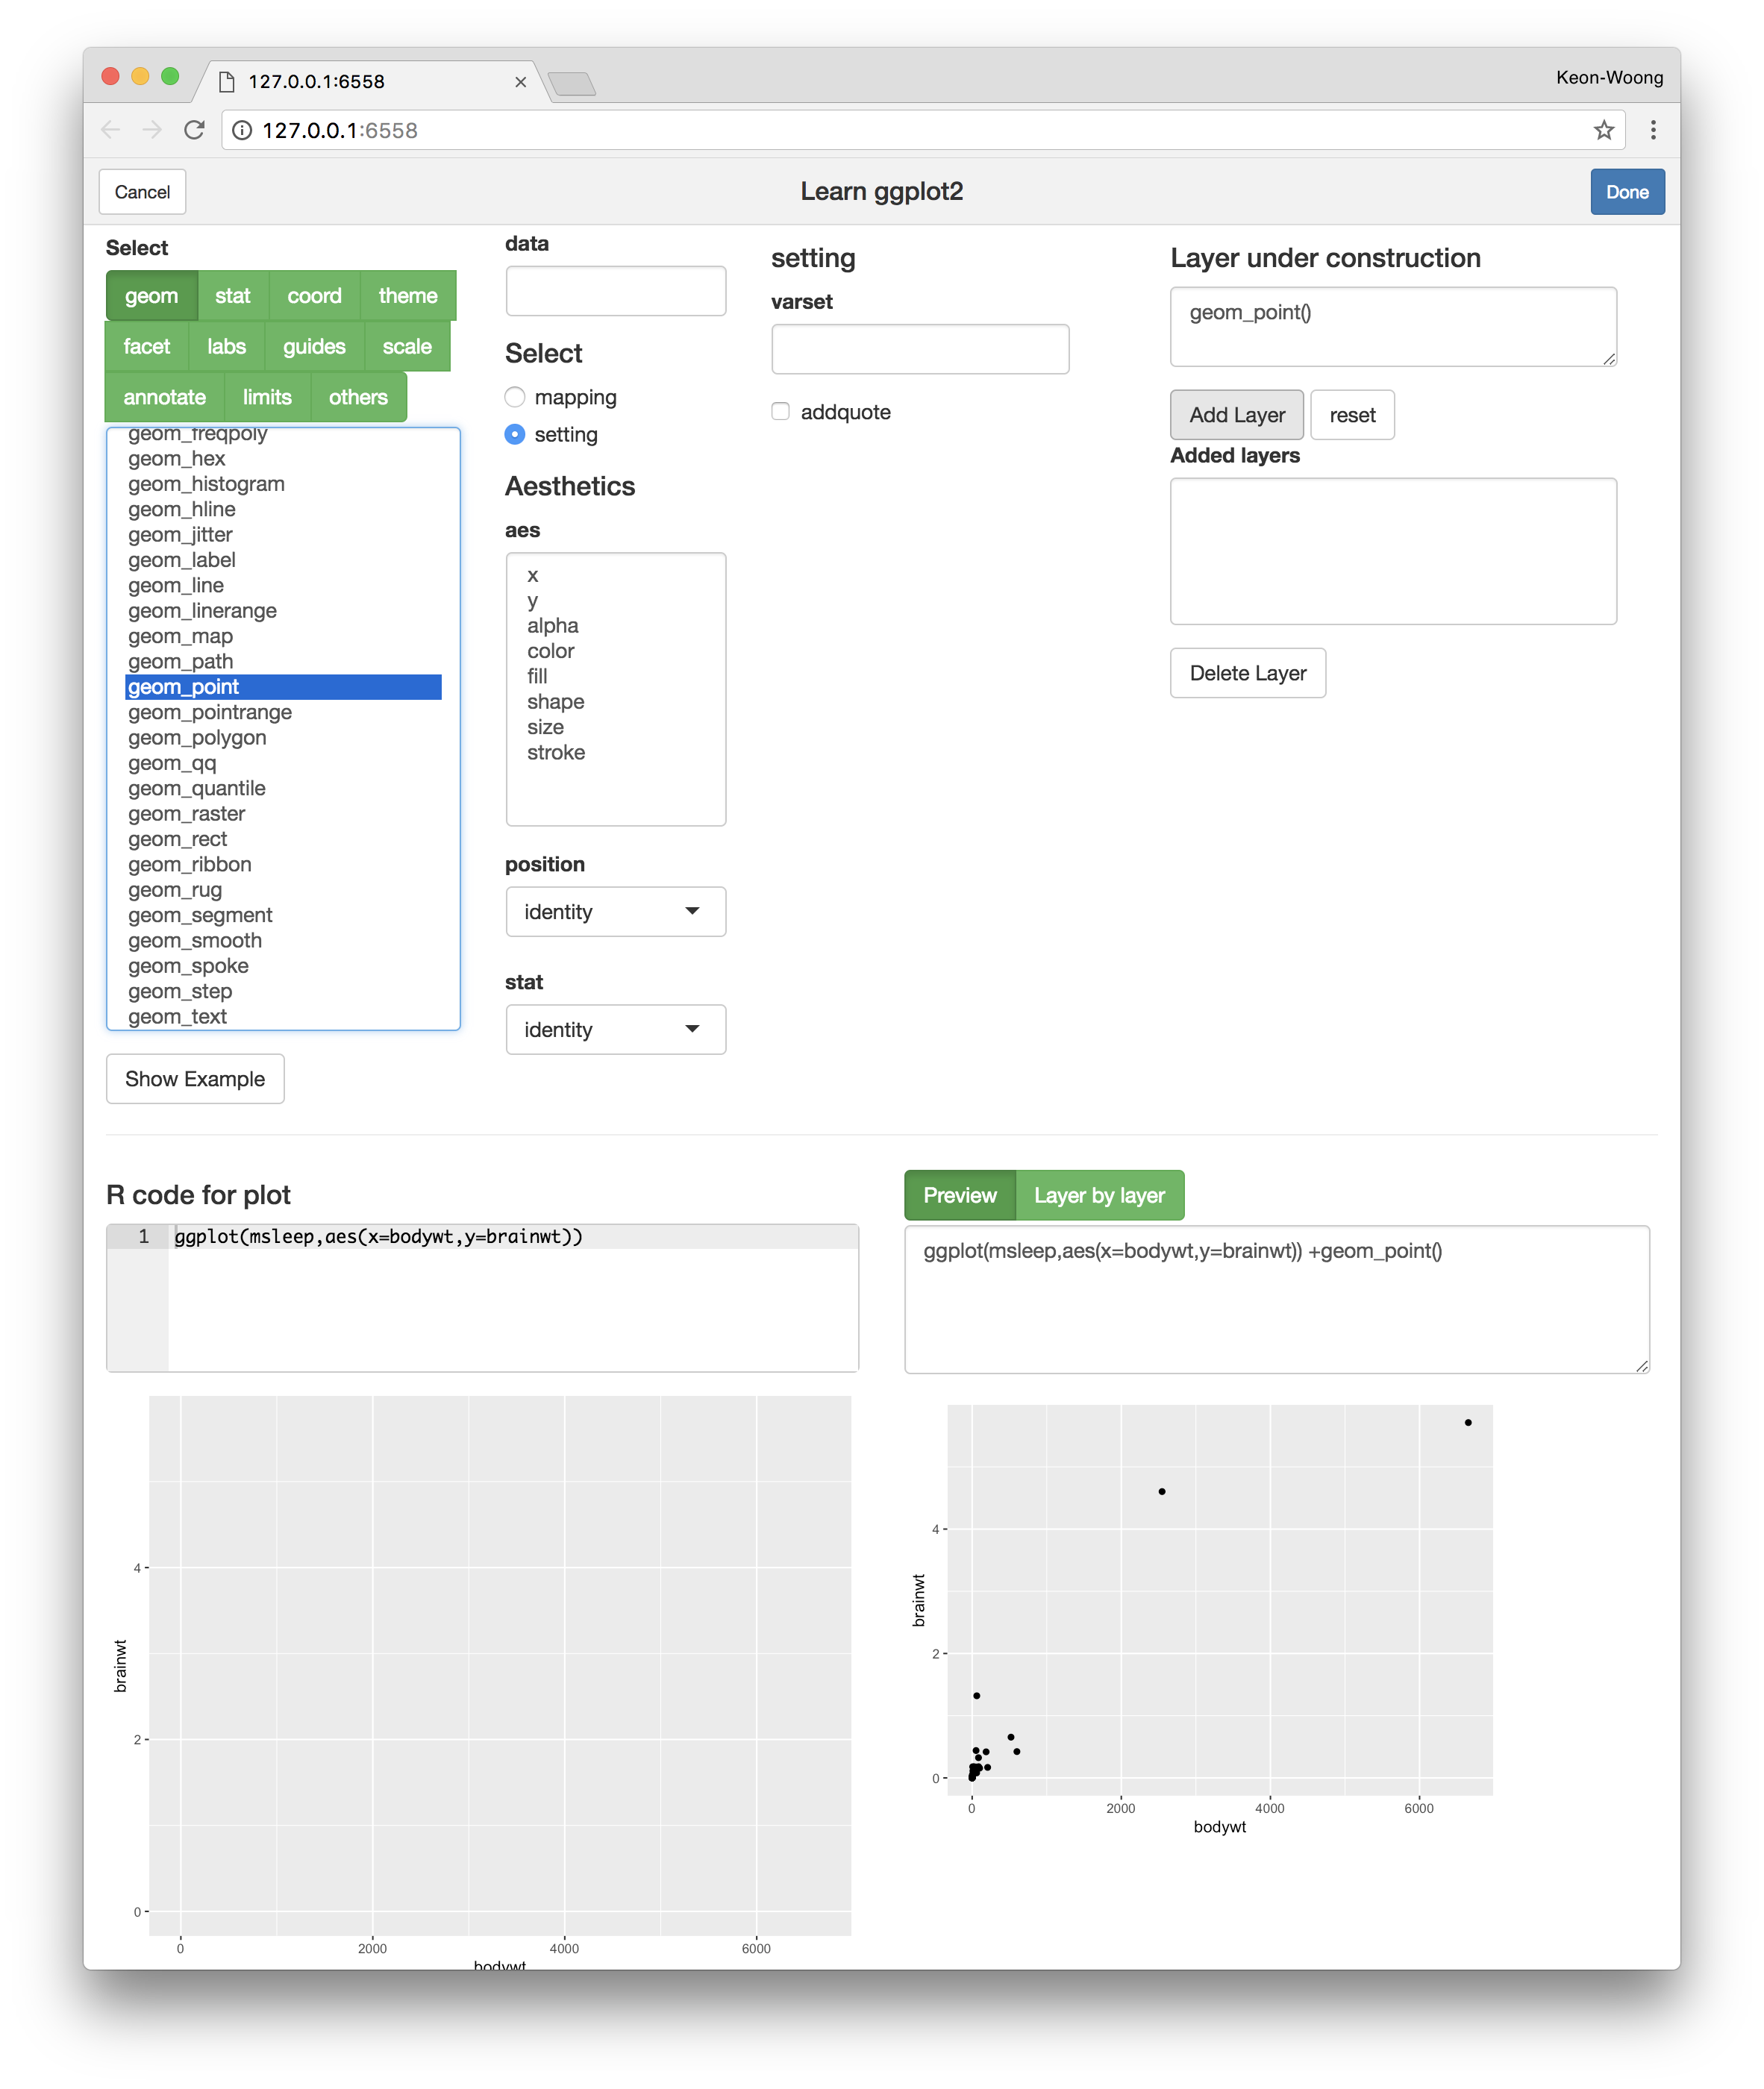 127.0.0.1:6558
Keon-Woong
127.0.0.1:6558
Cancel
Learn ggplot2
Done
Select
geom stat coord theme
facet labs guides scale
annotate limits others
geom_freqpoly
geom_hex
geom_histogram
geom_hline
geom_jitter
geom_label
geom_line
geom_linerange
geom_map
geom_path
geom_point
geom_pointrange
geom_polygon
geom_qq
geom_quantile
geom_raster
geom_rect
geom_ribbon
geom_rug
geom_segment
geom_smooth
geom_spoke
geom_step
geom_text
Show Example
data
Select
mapping
setting
Aesthetics
aes
x
y
alpha
color
fill
shape
size
stroke
position
identity
stat
identity
setting
varset
addquote
Layer under construction
geom_point()
Add Layer reset
Added layers
Delete Layer
R code for plot
1 ggplot(msleep,aes(x=bodywt,y=brainwt))
4
2
0
brainwt
0 2000 4000 6000
bodywt
Preview Layer by layer
ggplot(msleep,aes(x=bodywt,y=brainwt)) +geom_point()
4
2
0
brainwt
0 2000 4000 6000
bodywt